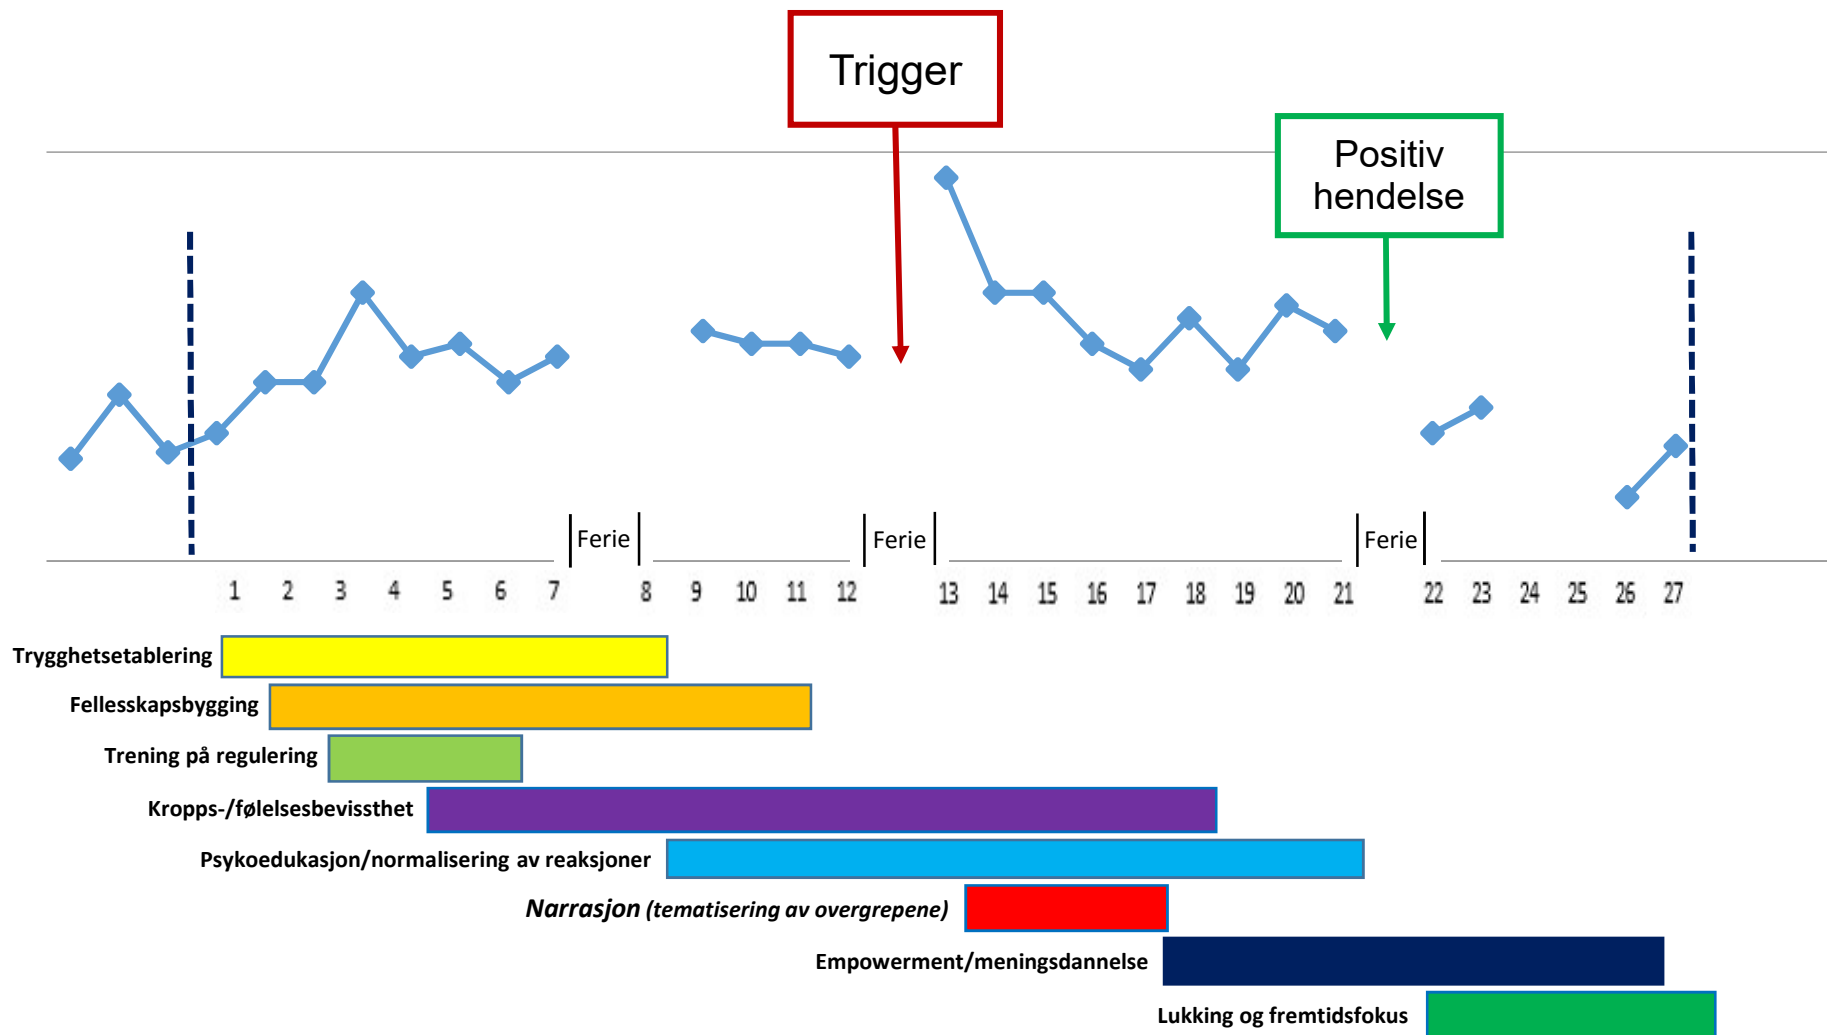 Trigger
Positiv
hendelse
Ferie
Ferie
Ferie
1 2 3 4 5 6 7 8 9 10 11 12 13 14 15 16 17 18 19 20 21 22 23 24 25 26 27
Trygghetsetablering
Fellesskapsbygging
Trening på regulering
Kropps-/følelsesbevissthet
Psykoedukasjon/normalisering av reaksjoner
Narrasjon (tematisering av overgrepene)
Empowerment/meningsdannelse
Lukking og fremtidsfokus